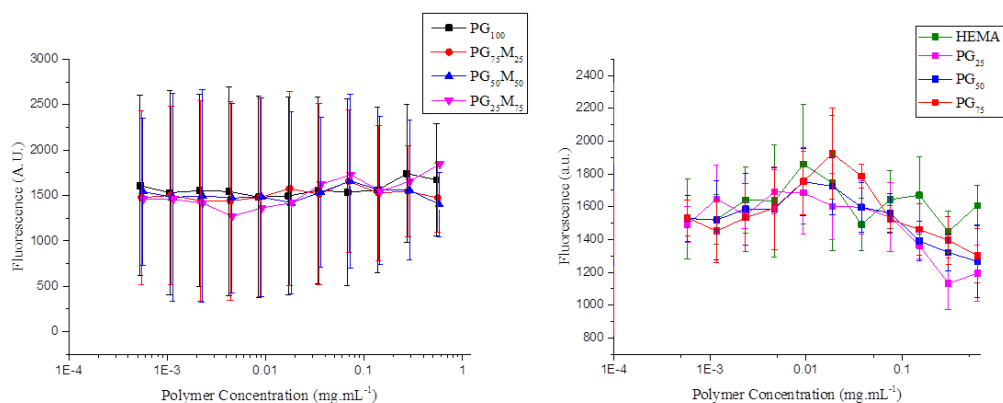 PG100
PG75M25
PG50M50
PG25M75
3000
2500
2000
1500
1000
500
0
Fluorescence (A.U.)
1E-4
1E-3
0.01
0.1
1
Polymer Concentration (mg.mL-1)
HEMA
PG25
PG50
PG75
2.400
2200
2000
1800
1600
1400
1200
1000
800
Fluorescence (a.u.)
1E-4
1E-3
0.01
0.1
Polymer Concentration (mg.mL-1)